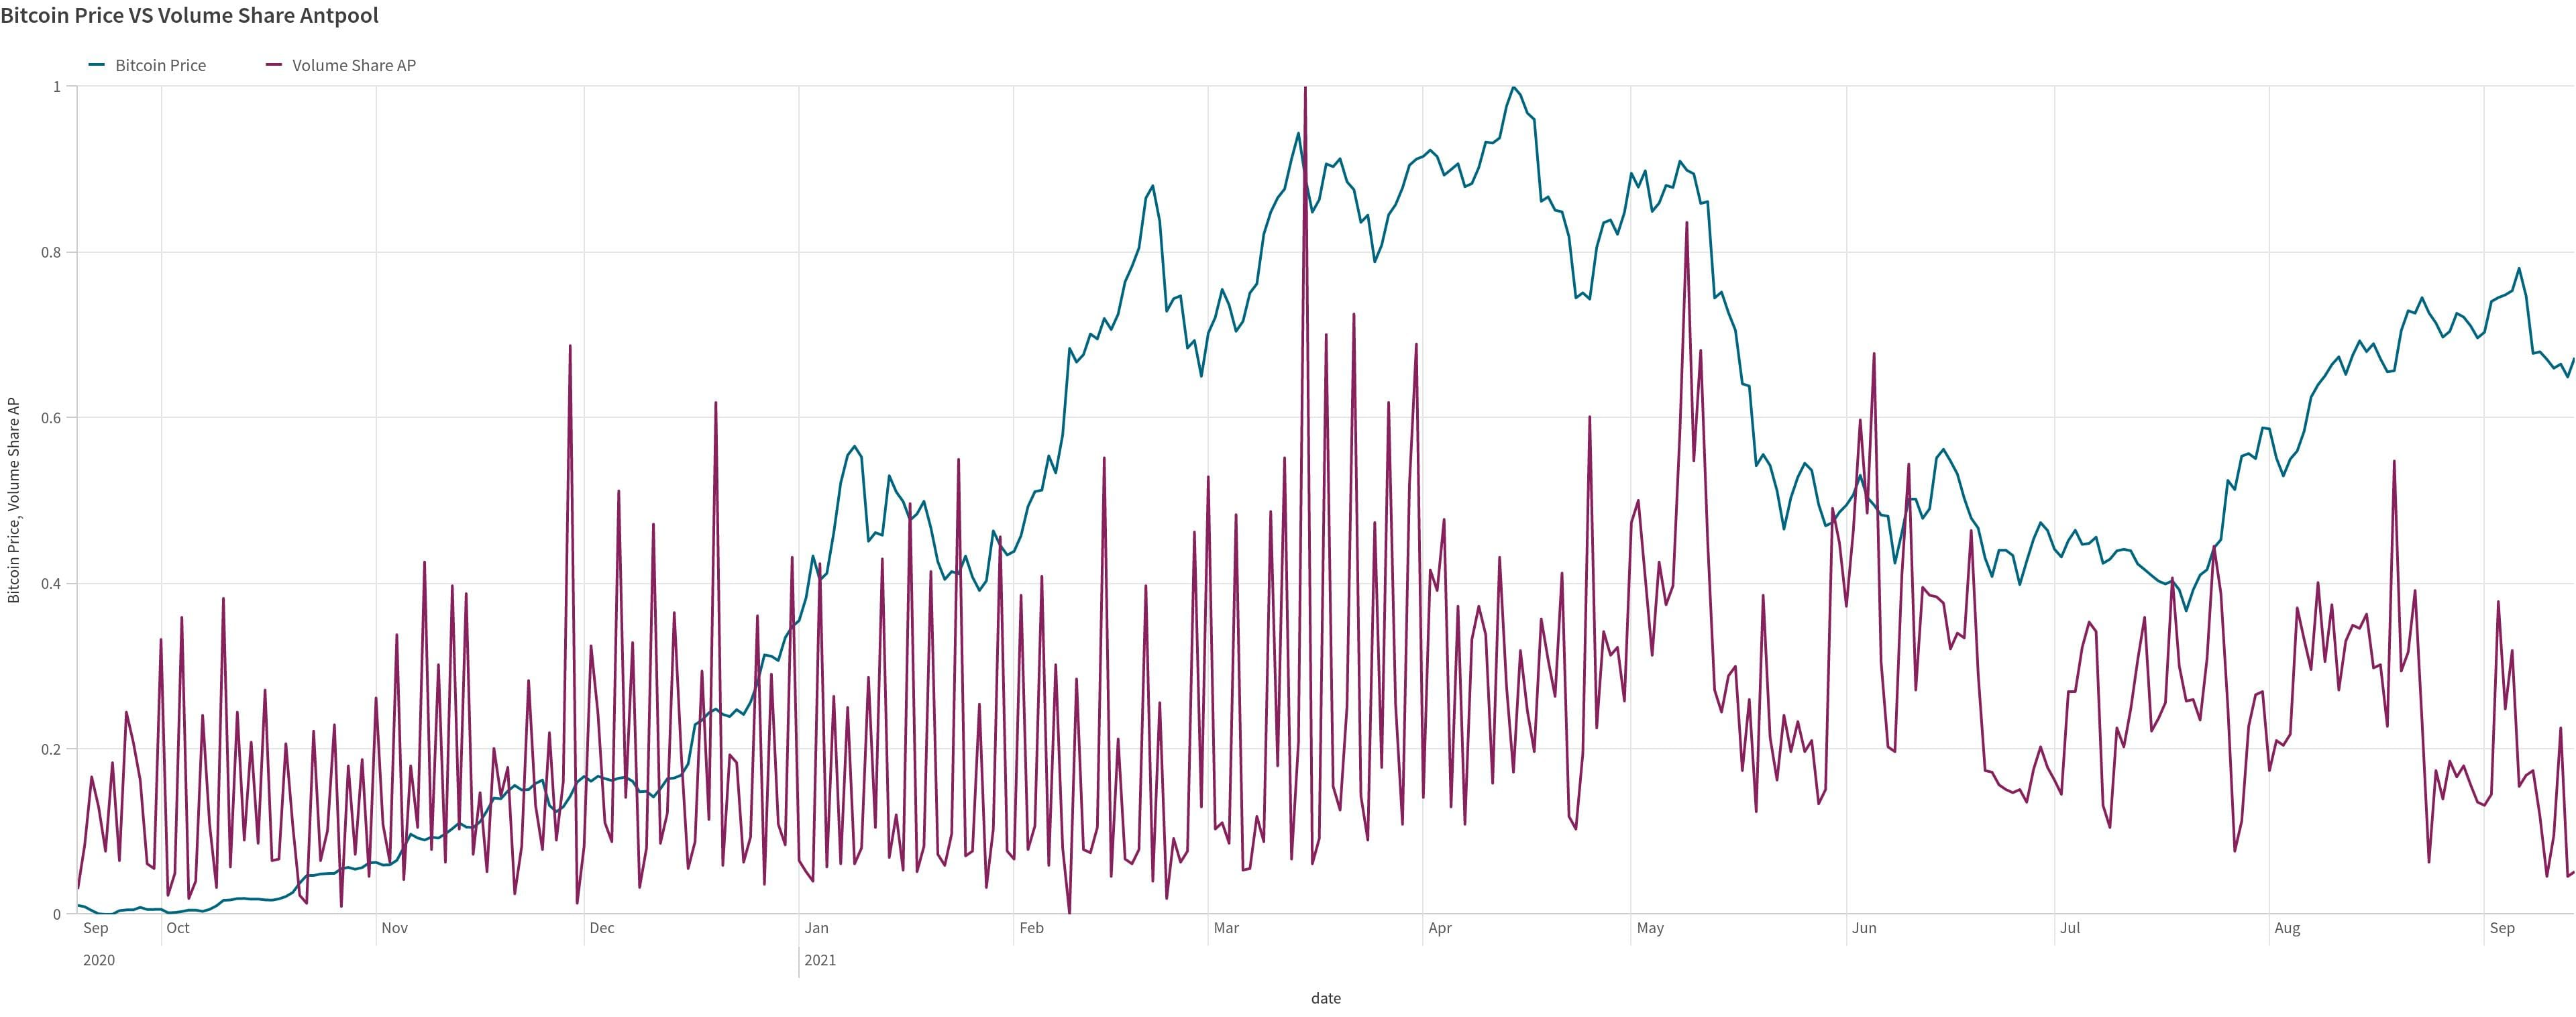 Bitcoin Price VS Volume Share Antpool
Bitcoin Price Volume Share AP
1
0.8
0.6
0.4
0.2
0
Bitcoin Price, Volume Share AP
Sep Oct Nov Dec Jan Feb Mar Apr May Jun Jul Aug Sep
2020 2021
date